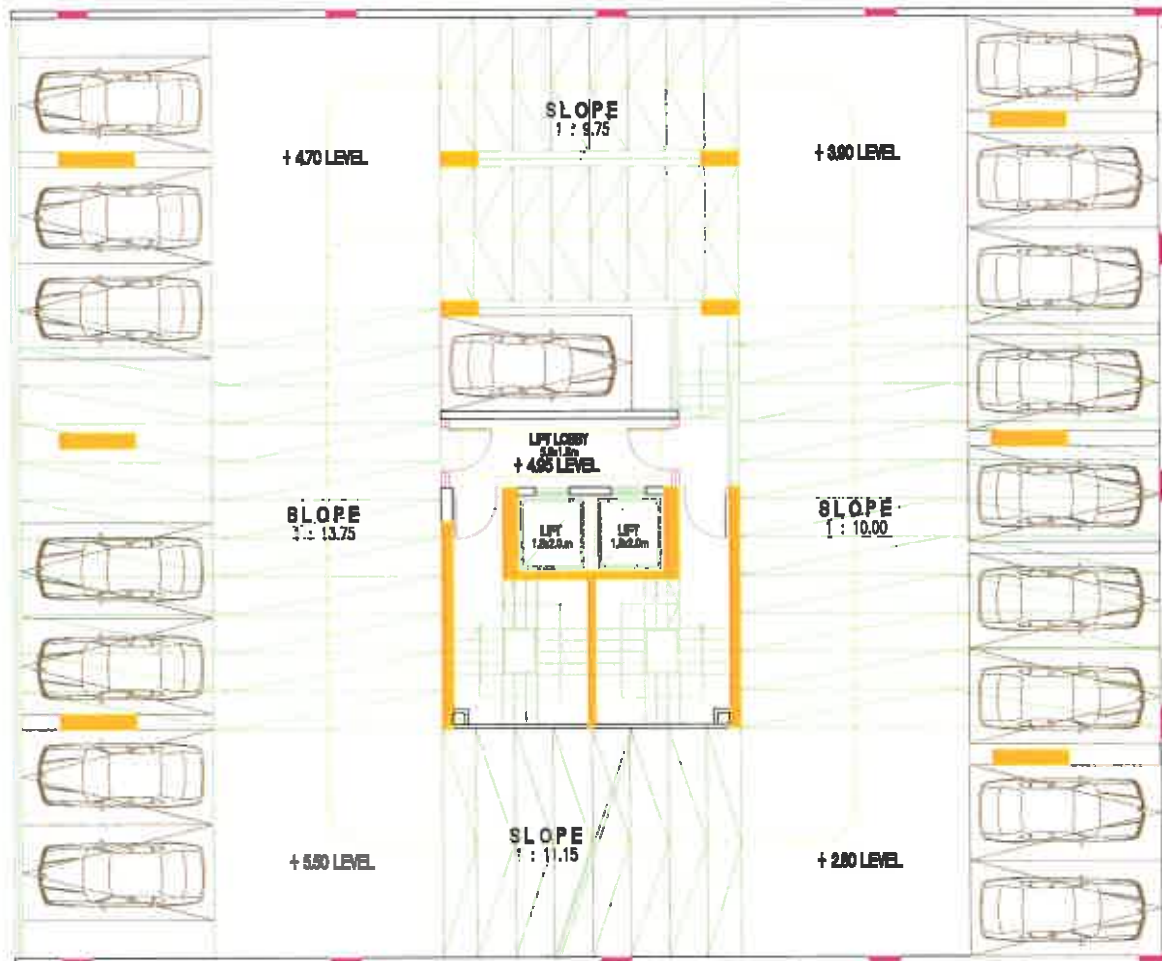 SLOPE
1 : 9.75
+ 4.70 LEVEL
+ 3.90 LEVEL
LIFT LOBBY
+ 4.95 LEVEL
SLOPE
1 : 13.75
LIFT
LIFT
SLOPE
1 : 10.00
SLOPE
1 : 11.15
+ 5.50 LEVEL
+ 2.80 LEVEL